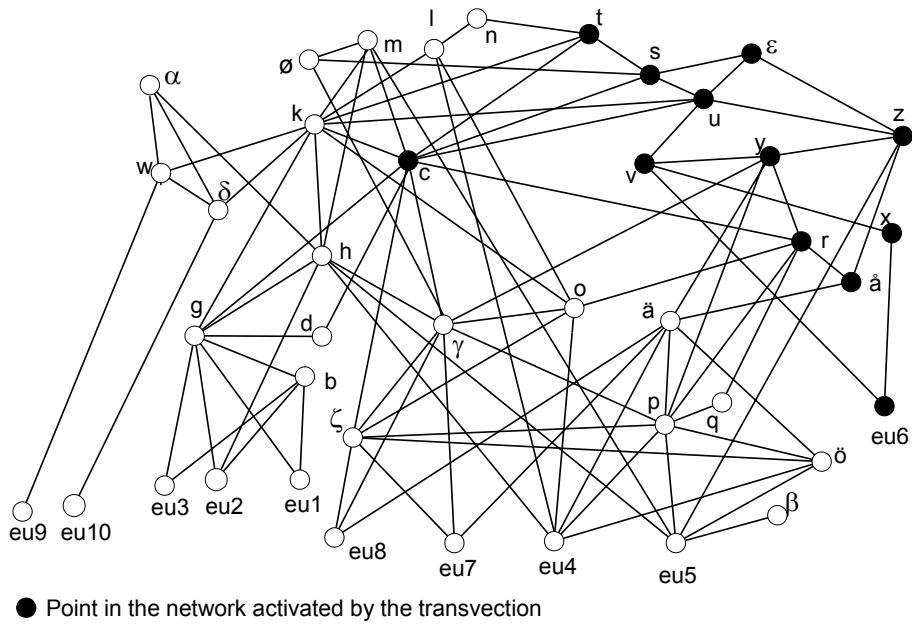 l
n
t
m
s
ε
ø
α
k
u
z
w
c
v
y
δ
x
h
r
å
g
d
o
ä
γ
b
p
q
ζ
ö
eu6
eu9
eu10
eu3
eu2
eu1
β
eu8
eu7
eu4
eu5
Point in the network activated by the transvection